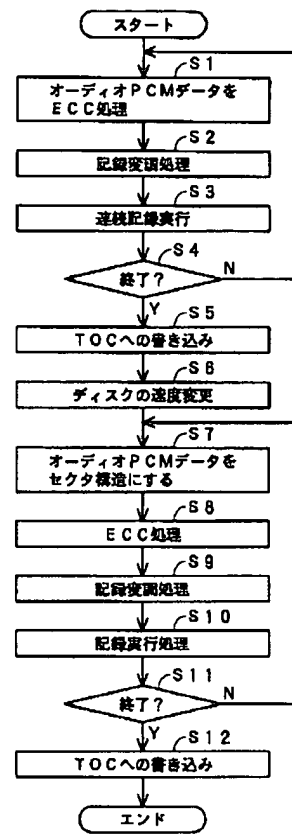 スタート
S1
オーディオPCMデータを
ECC処理
S2
記録変調処理
S3
連続記録実行
S4
終了?
N
Y
S5
TOCへの書き込み
S6
ディスクの速度変更
S7
オーディオPCMデータを
セクタ構造にする
S8
ECC処理
S9
記録変調処理
S10
記録実行処理
S11
終了?
N
Y
S12
TOCへの書き込み
エンド